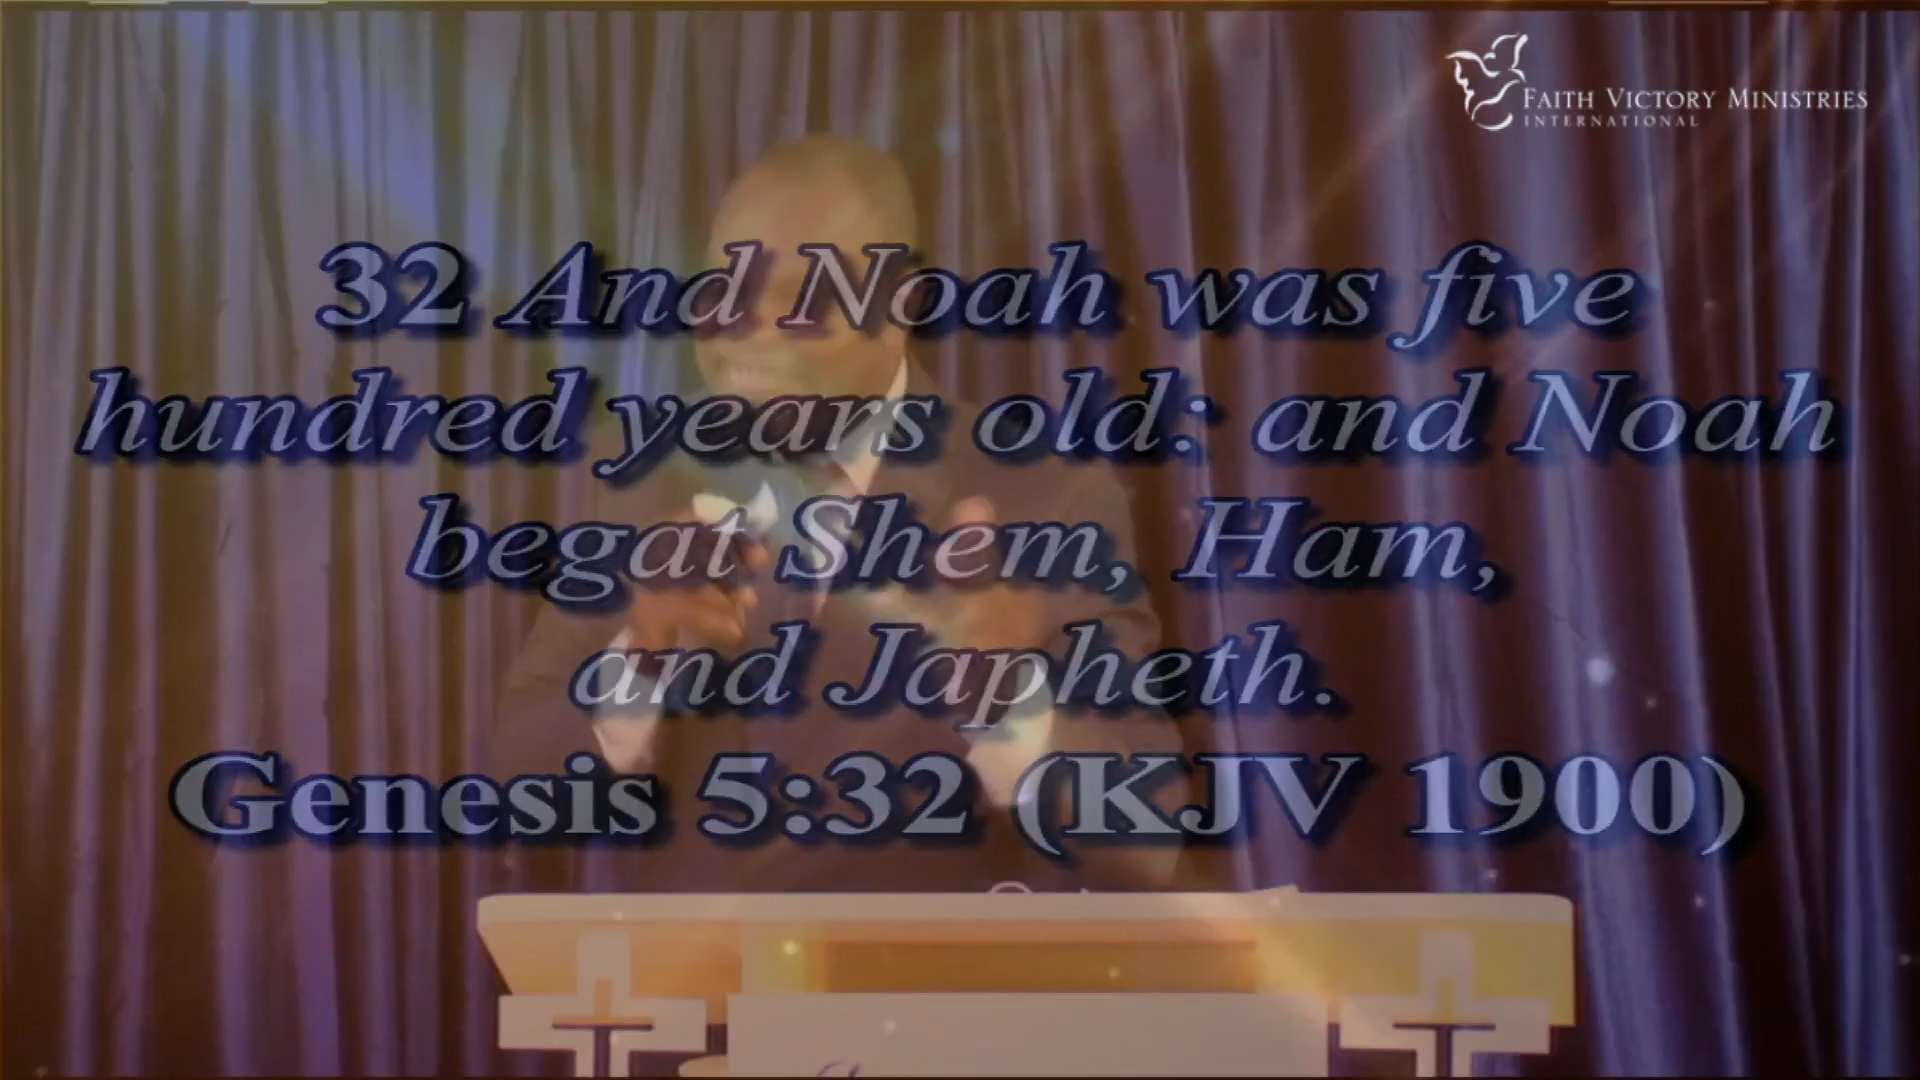 FAITH VICTORY MINISTRIES
INTERNATIONAL
32 And Noah was five
hundred years old: and Noah
begat Shem, Ham,
and Japheth.
Genesis 5:32 (KJV 1900)